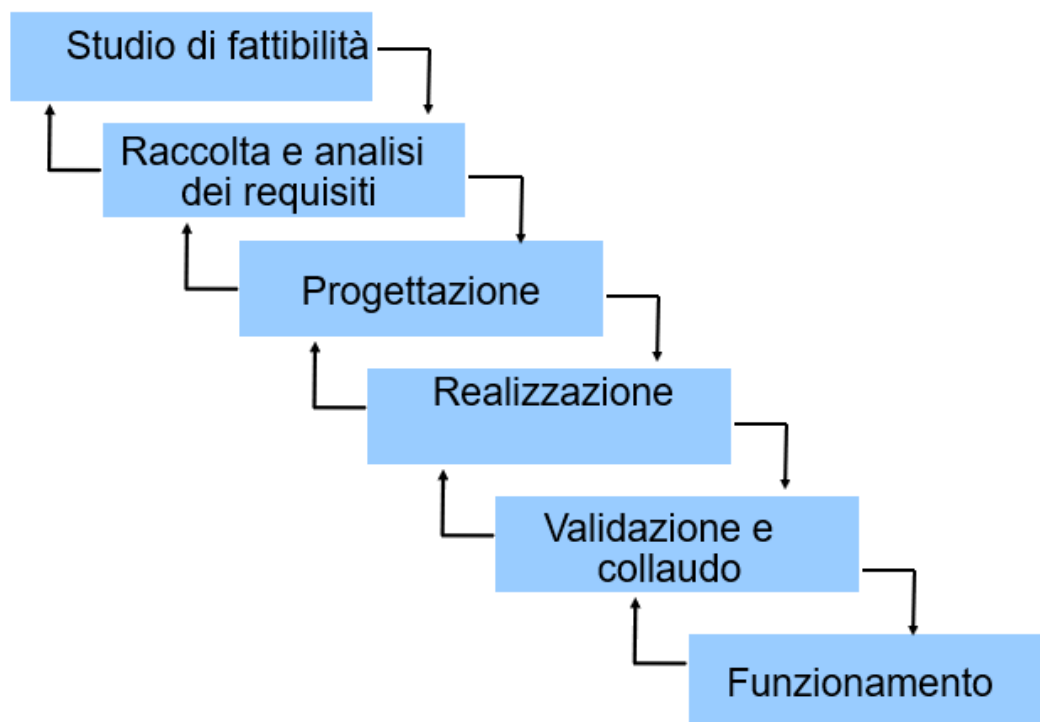 Studio di fattibilità
Raccolta e analisi
dei requisiti
Progettazione
Realizzazione
Validazione e
collaudo
Funzionamento